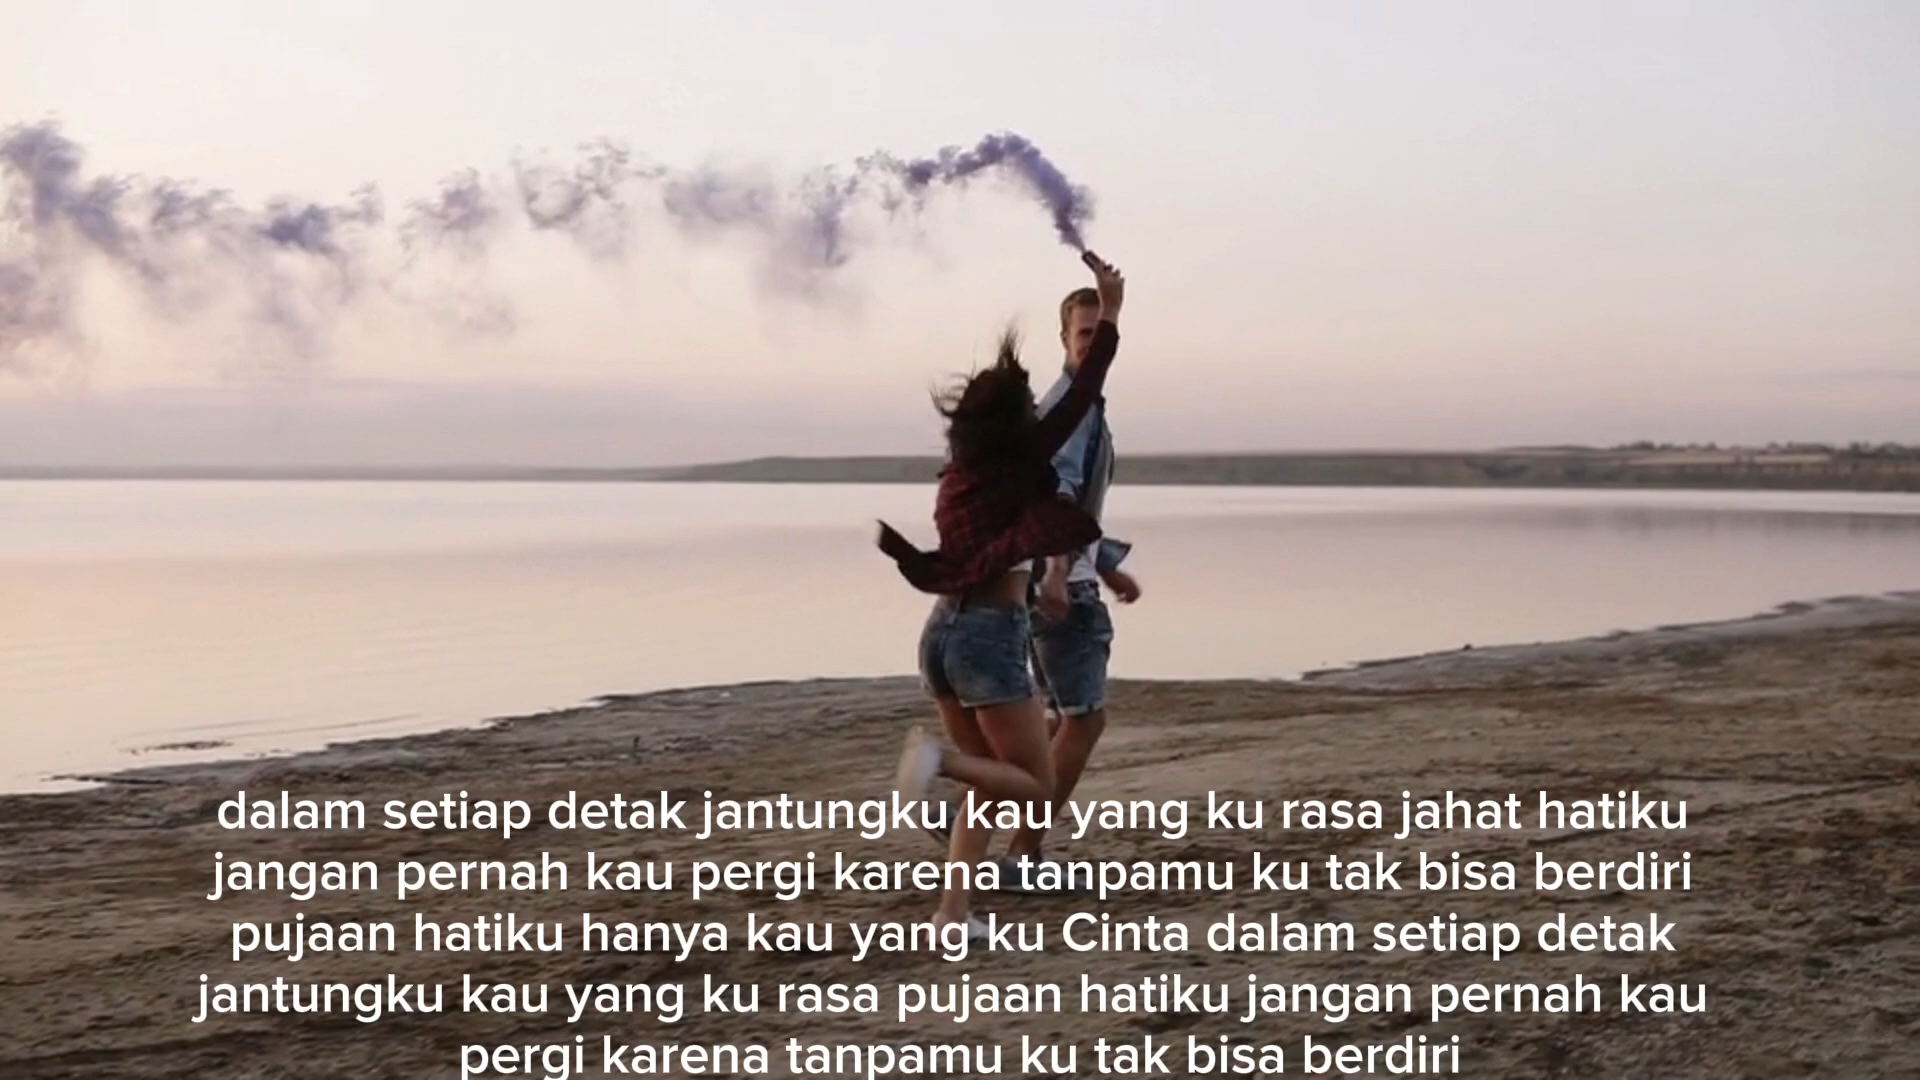 dalam setiap detak jantungku kau yang ku rasa jahat hatiku
jangan pernah kau pergi karena tanpamu ku tak bisa berdiri
pujaan hatiku hanya kau yang ku Cinta dalam setiap detak
jantungku kau yang ku rasa pujaan hatiku jangan pernah kau
pergi karena tanpamu ku tak bisa berdiri